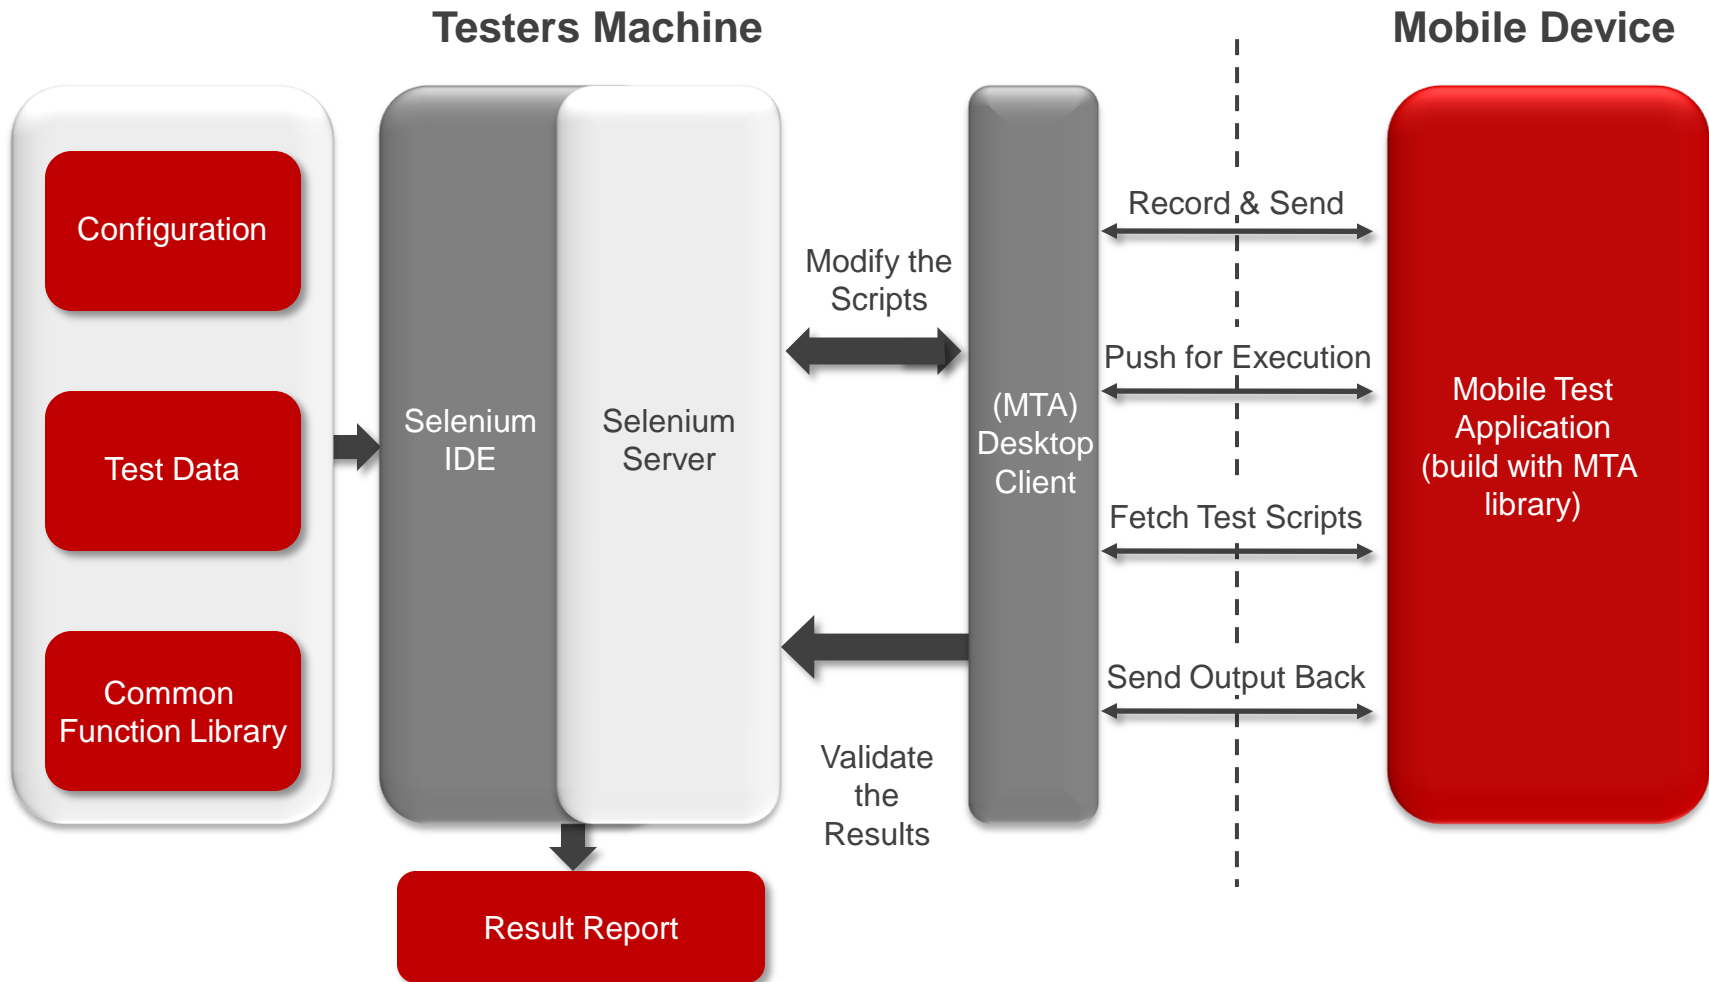 Testers Machine
Mobile Device
Configuration
Test Data
Common
Function Library
Selenium
IDE
Selenium
Server
Modify the
Scripts
Validate
the
Results
(MTA)
Desktop
Client
Record & Send
Push for Execution
Fetch Test Scripts
Send Output Back
Mobile Test
Application
(build with MTA
library)
Result Report